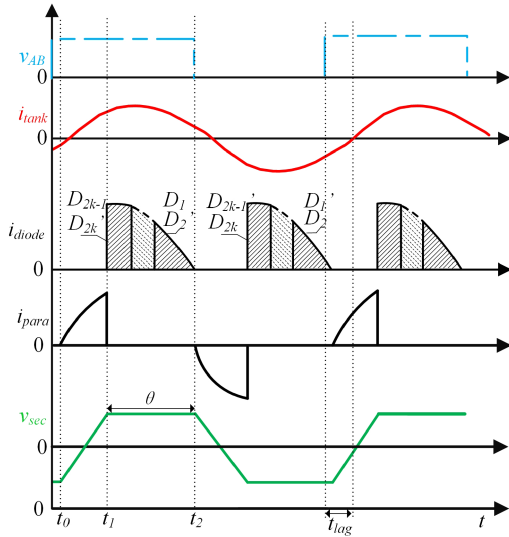 v_AB
0
i_tank
0
D_2k-1 D_1'
D_2k' D_2'
D_2k-1' D_1'
D_2k D_2
i_diode
0
i_para
0
θ
v_sec
0
0
t_0 t_1 t_2 t_lag t